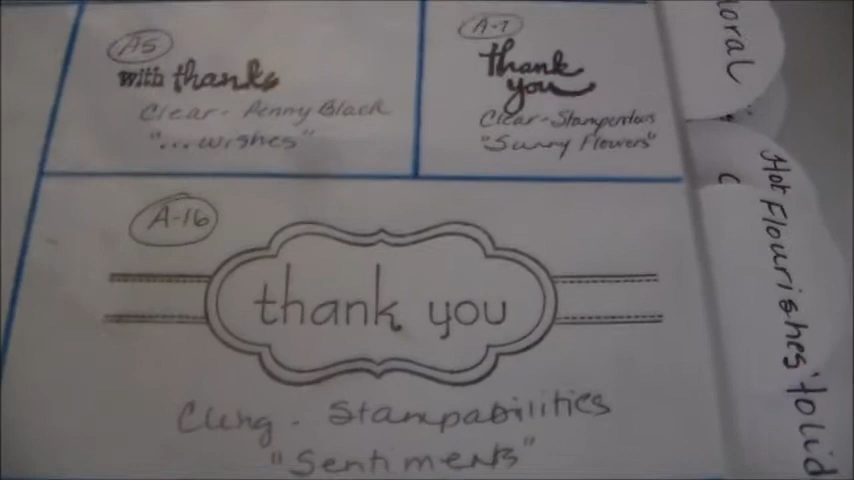 A5
with thanks
Clear - Penny Black
"...wishes"
A-7
thank
you
Clear-Stampendous
"Sunny Flowers"
A-16
thank you
Cling - Stampabilities
"Sentiments"
Hot Flourishes